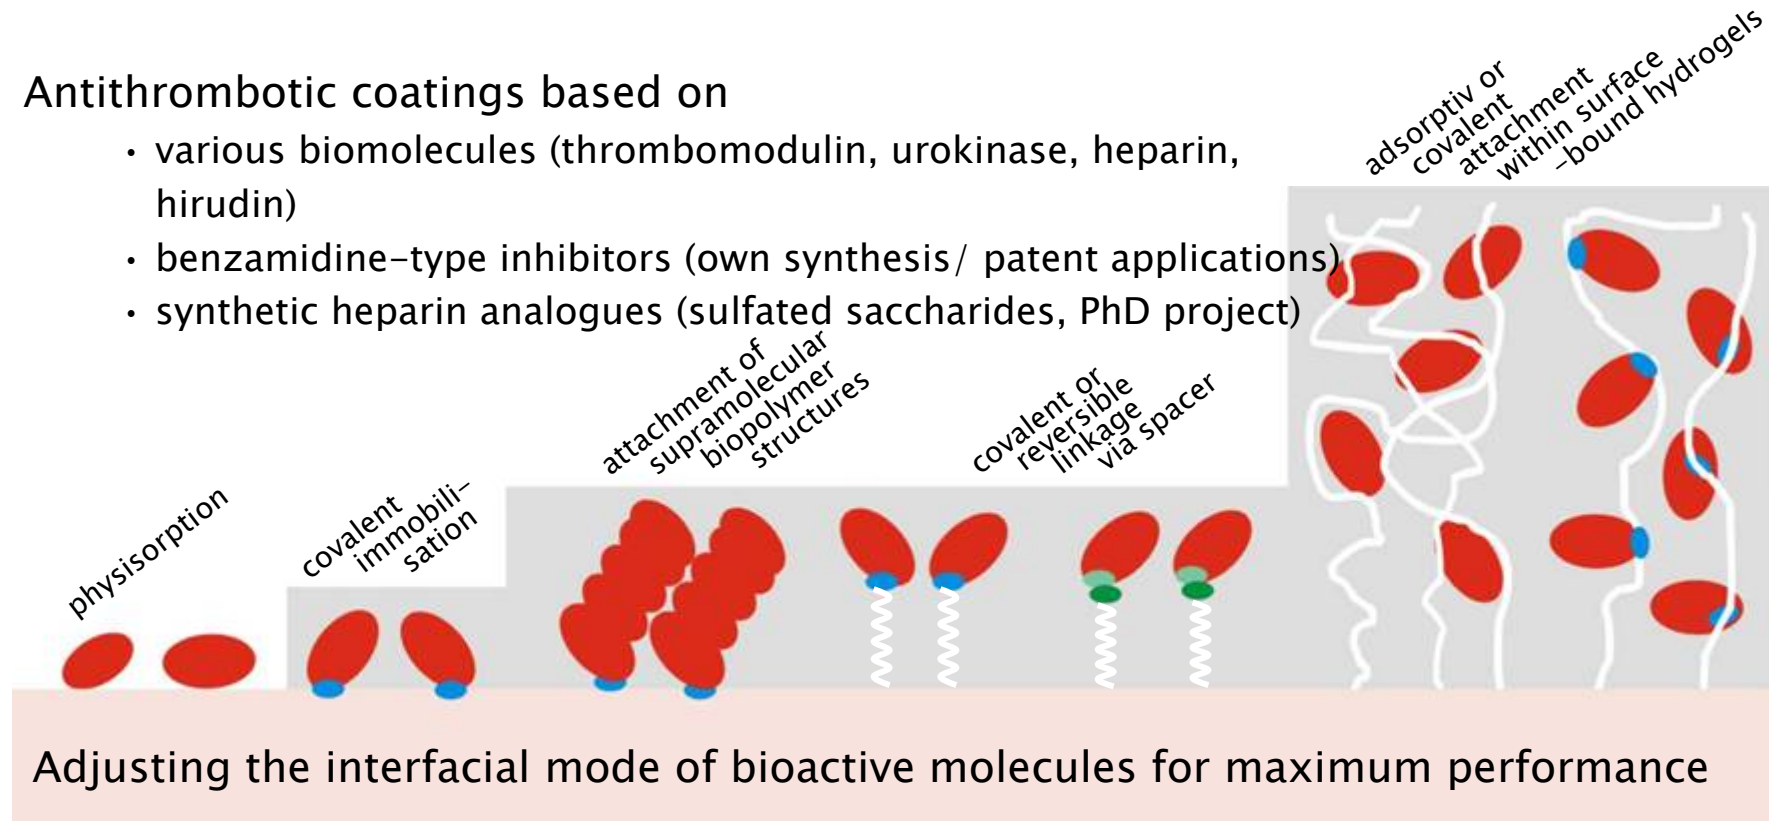 Antithrombotic coatings based on
• various biomolecules (thrombomodulin, urokinase, heparin,
hirudin)
• benzamidine-type inhibitors (own synthesis/ patent applications)
• synthetic heparin analogues (sulfated saccharides, PhD project)
physisorption
covalent
immobili-
sation
attachment of
supramolecular
biopolymer
structures
covalent or
reversible
linkage
via spacer
adsorptiv or
covalent
attachment
within surface
-bound hydrogels
Adjusting the interfacial mode of bioactive molecules for maximum performance